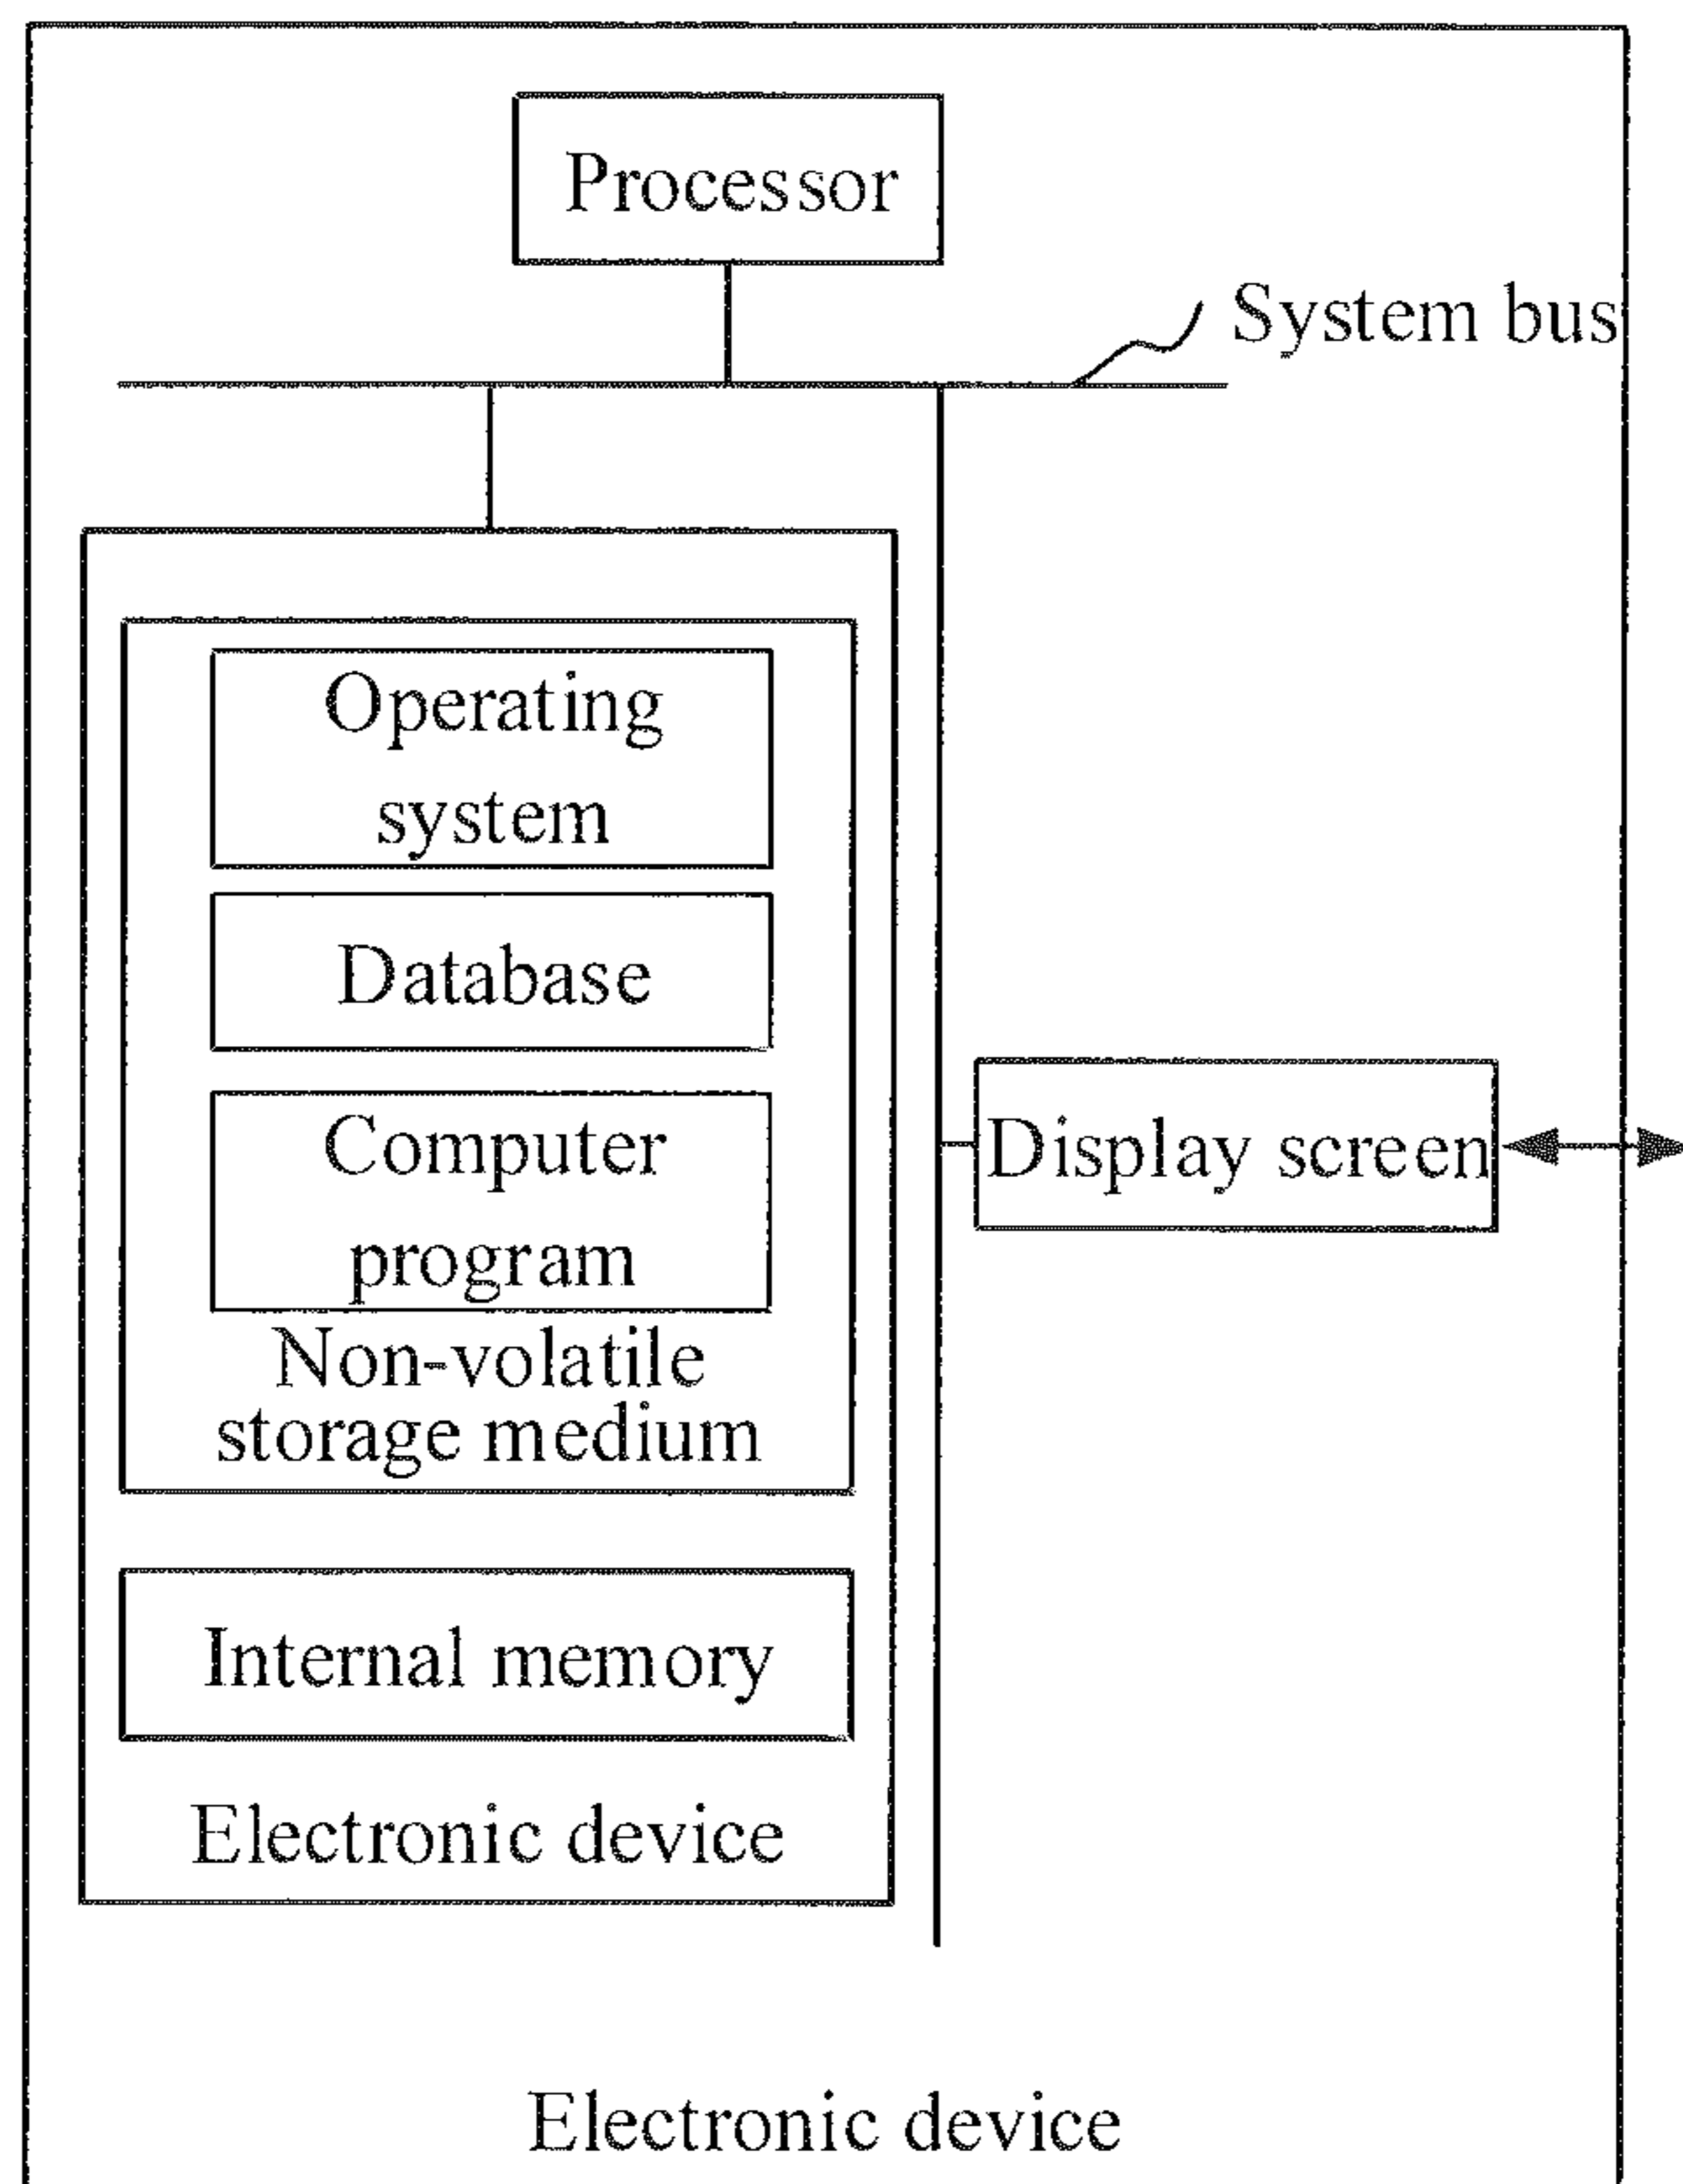 Processor
System bus
Operating
system
Database
Computer
program
Display screen
Non-volatile
storage medium
Internal memory
Electronic device
Electronic device